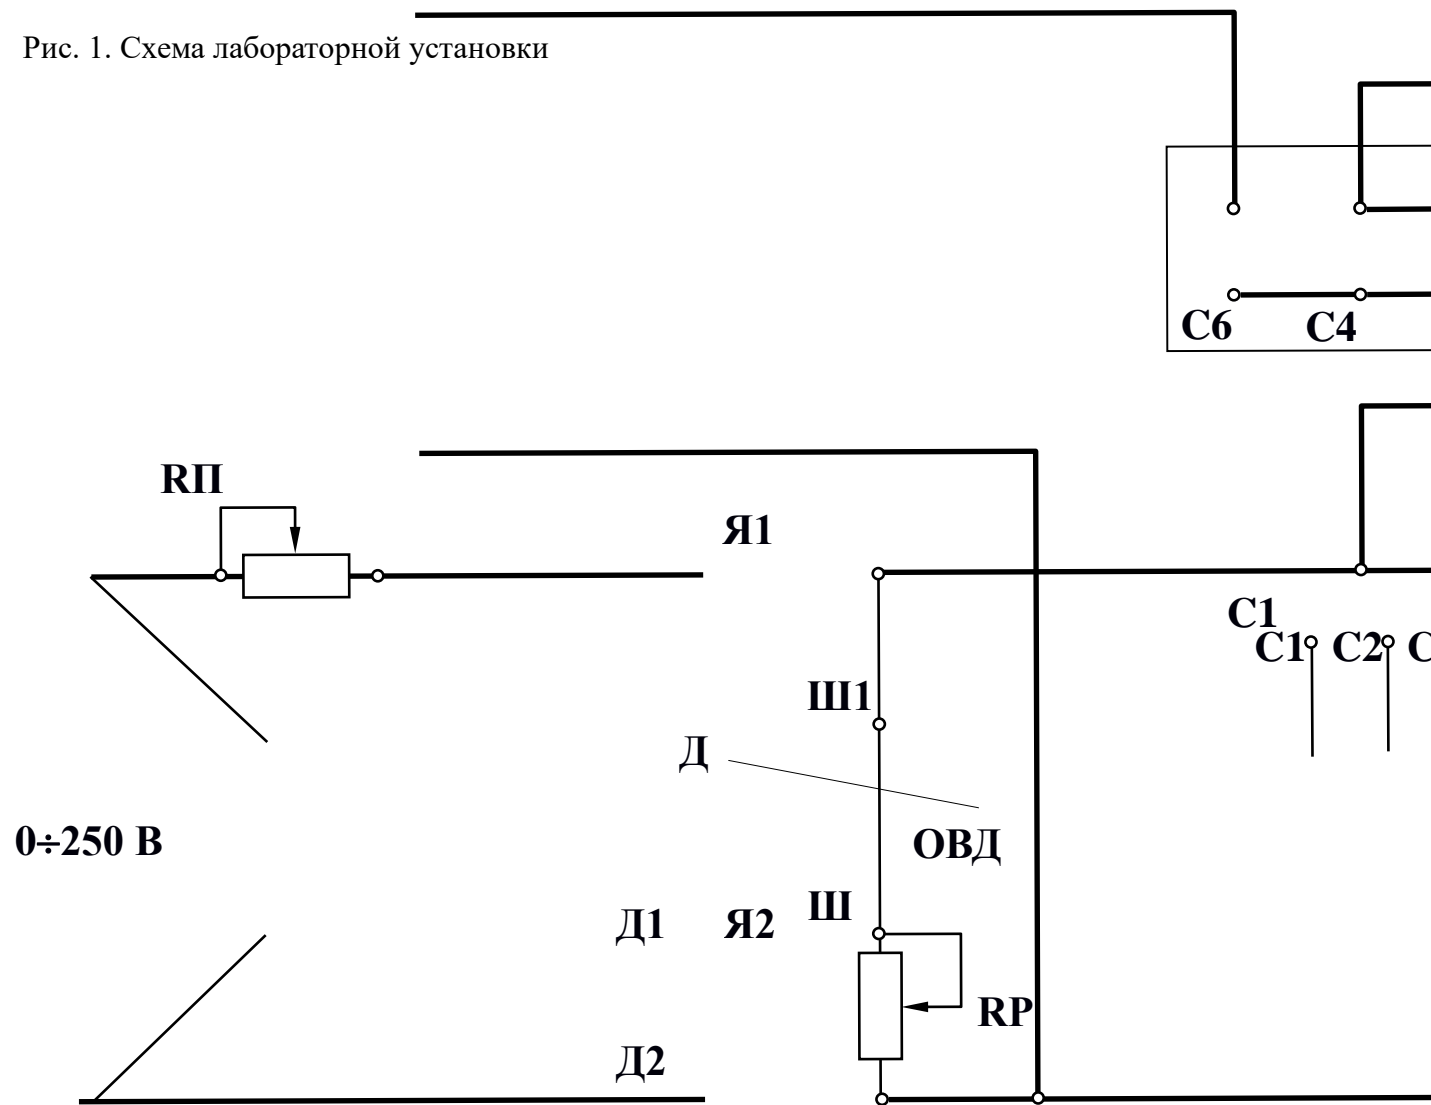 Рис. 1. Схема лабораторной установки
С6 С4
RП
Я1
С1
С1 С2 С
Ш1
Д
0÷250 В
ОВД
Д1 Я2 Ш
RР
Д2